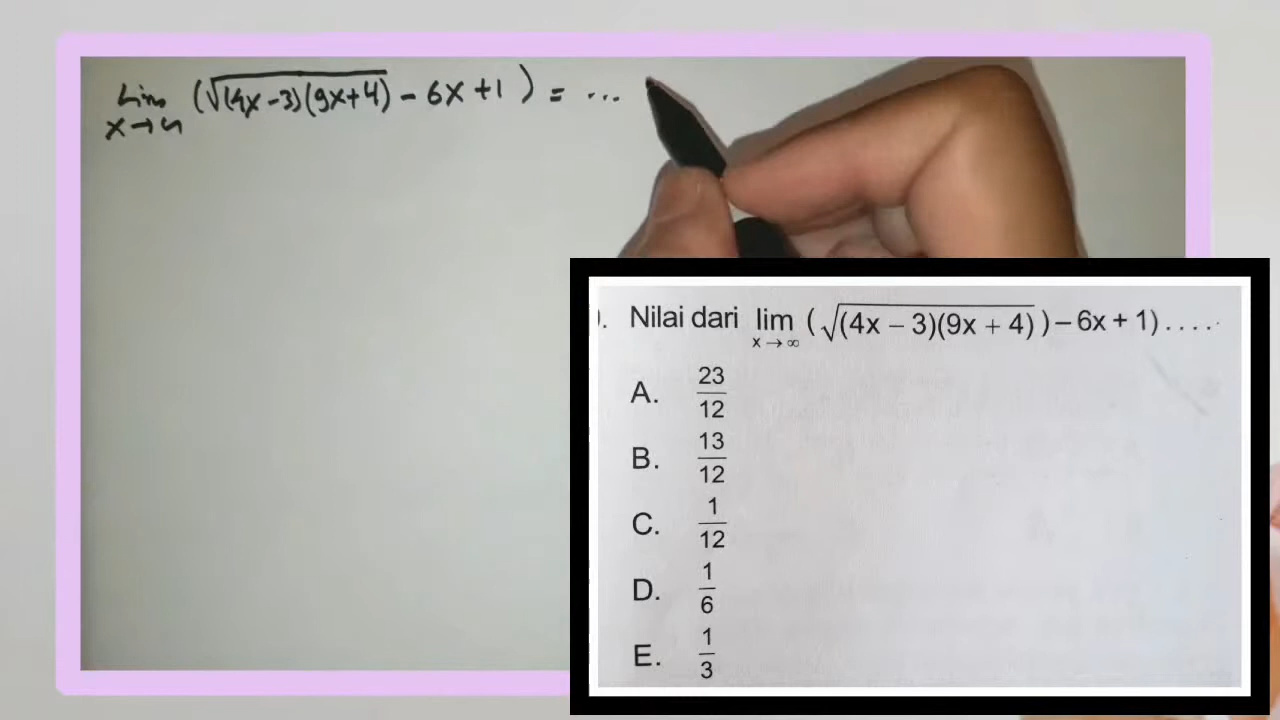 Lim (√(4x-3)(9x+4) - 6x +1) = ...
x→∞
). Nilai dari lim (√(4x − 3)(9x + 4) ) − 6x + 1) . . . . .
x → ∞
A. 23/12
B. 13/12
C. 1/12
D. 1/6
E. 1/3